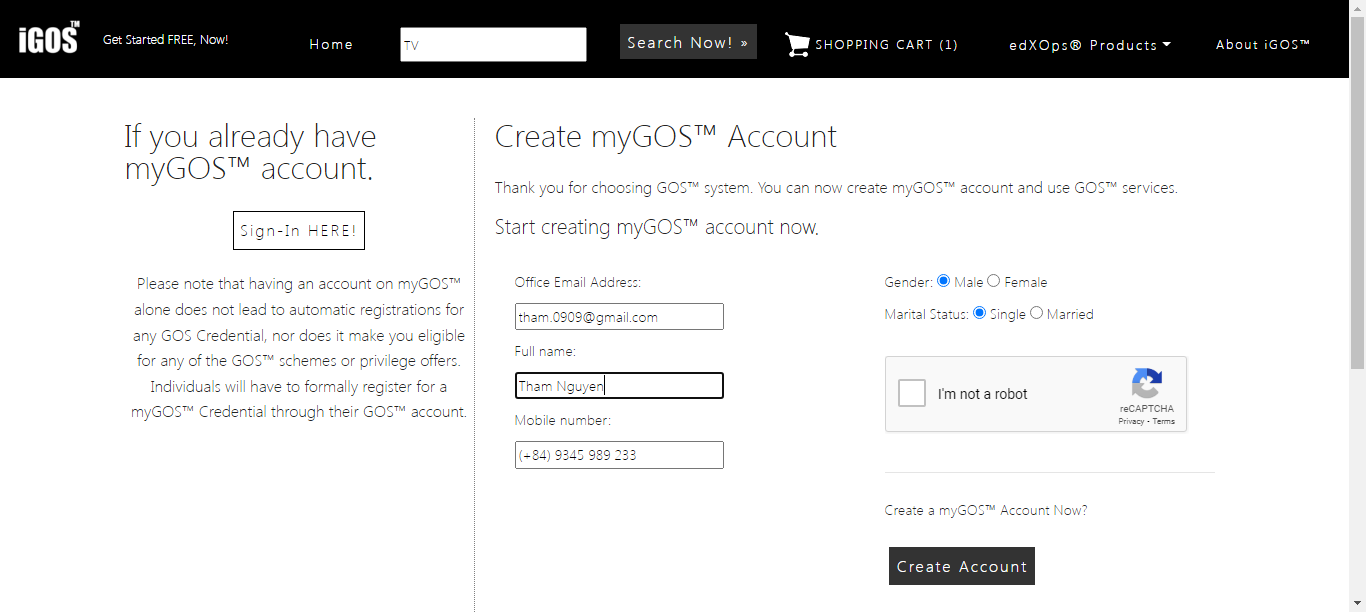 iGOS™
Get Started FREE, Now!
Home
TV
Search Now! »
SHOPPING CART (1)
edXOps® Products
About iGOS™
If you already have
myGOS™ account.
Sign-In HERE!
Please note that having an account on myGOS™
alone does not lead to automatic registrations for
any GOS Credential, nor does it make you eligible
for any of the GOS™ schemes or privilege offers.
Individuals will have to formally register for a
myGOS™ Credential through their GOS™ account.
Create myGOS™ Account
Thank you for choosing GOS™ system. You can now create myGOS™ account and use GOS™ services.
Start creating myGOS™ account now.
Office Email Address:
tham.0909@gmail.com
Full name:
Tham Nguyen
Mobile number:
(+84) 9345 989 233
Gender: Male Female
Marital Status: Single Married
I'm not a robot
reCAPTCHA
Privacy - Terms
Create a myGOS™ Account Now?
Create Account